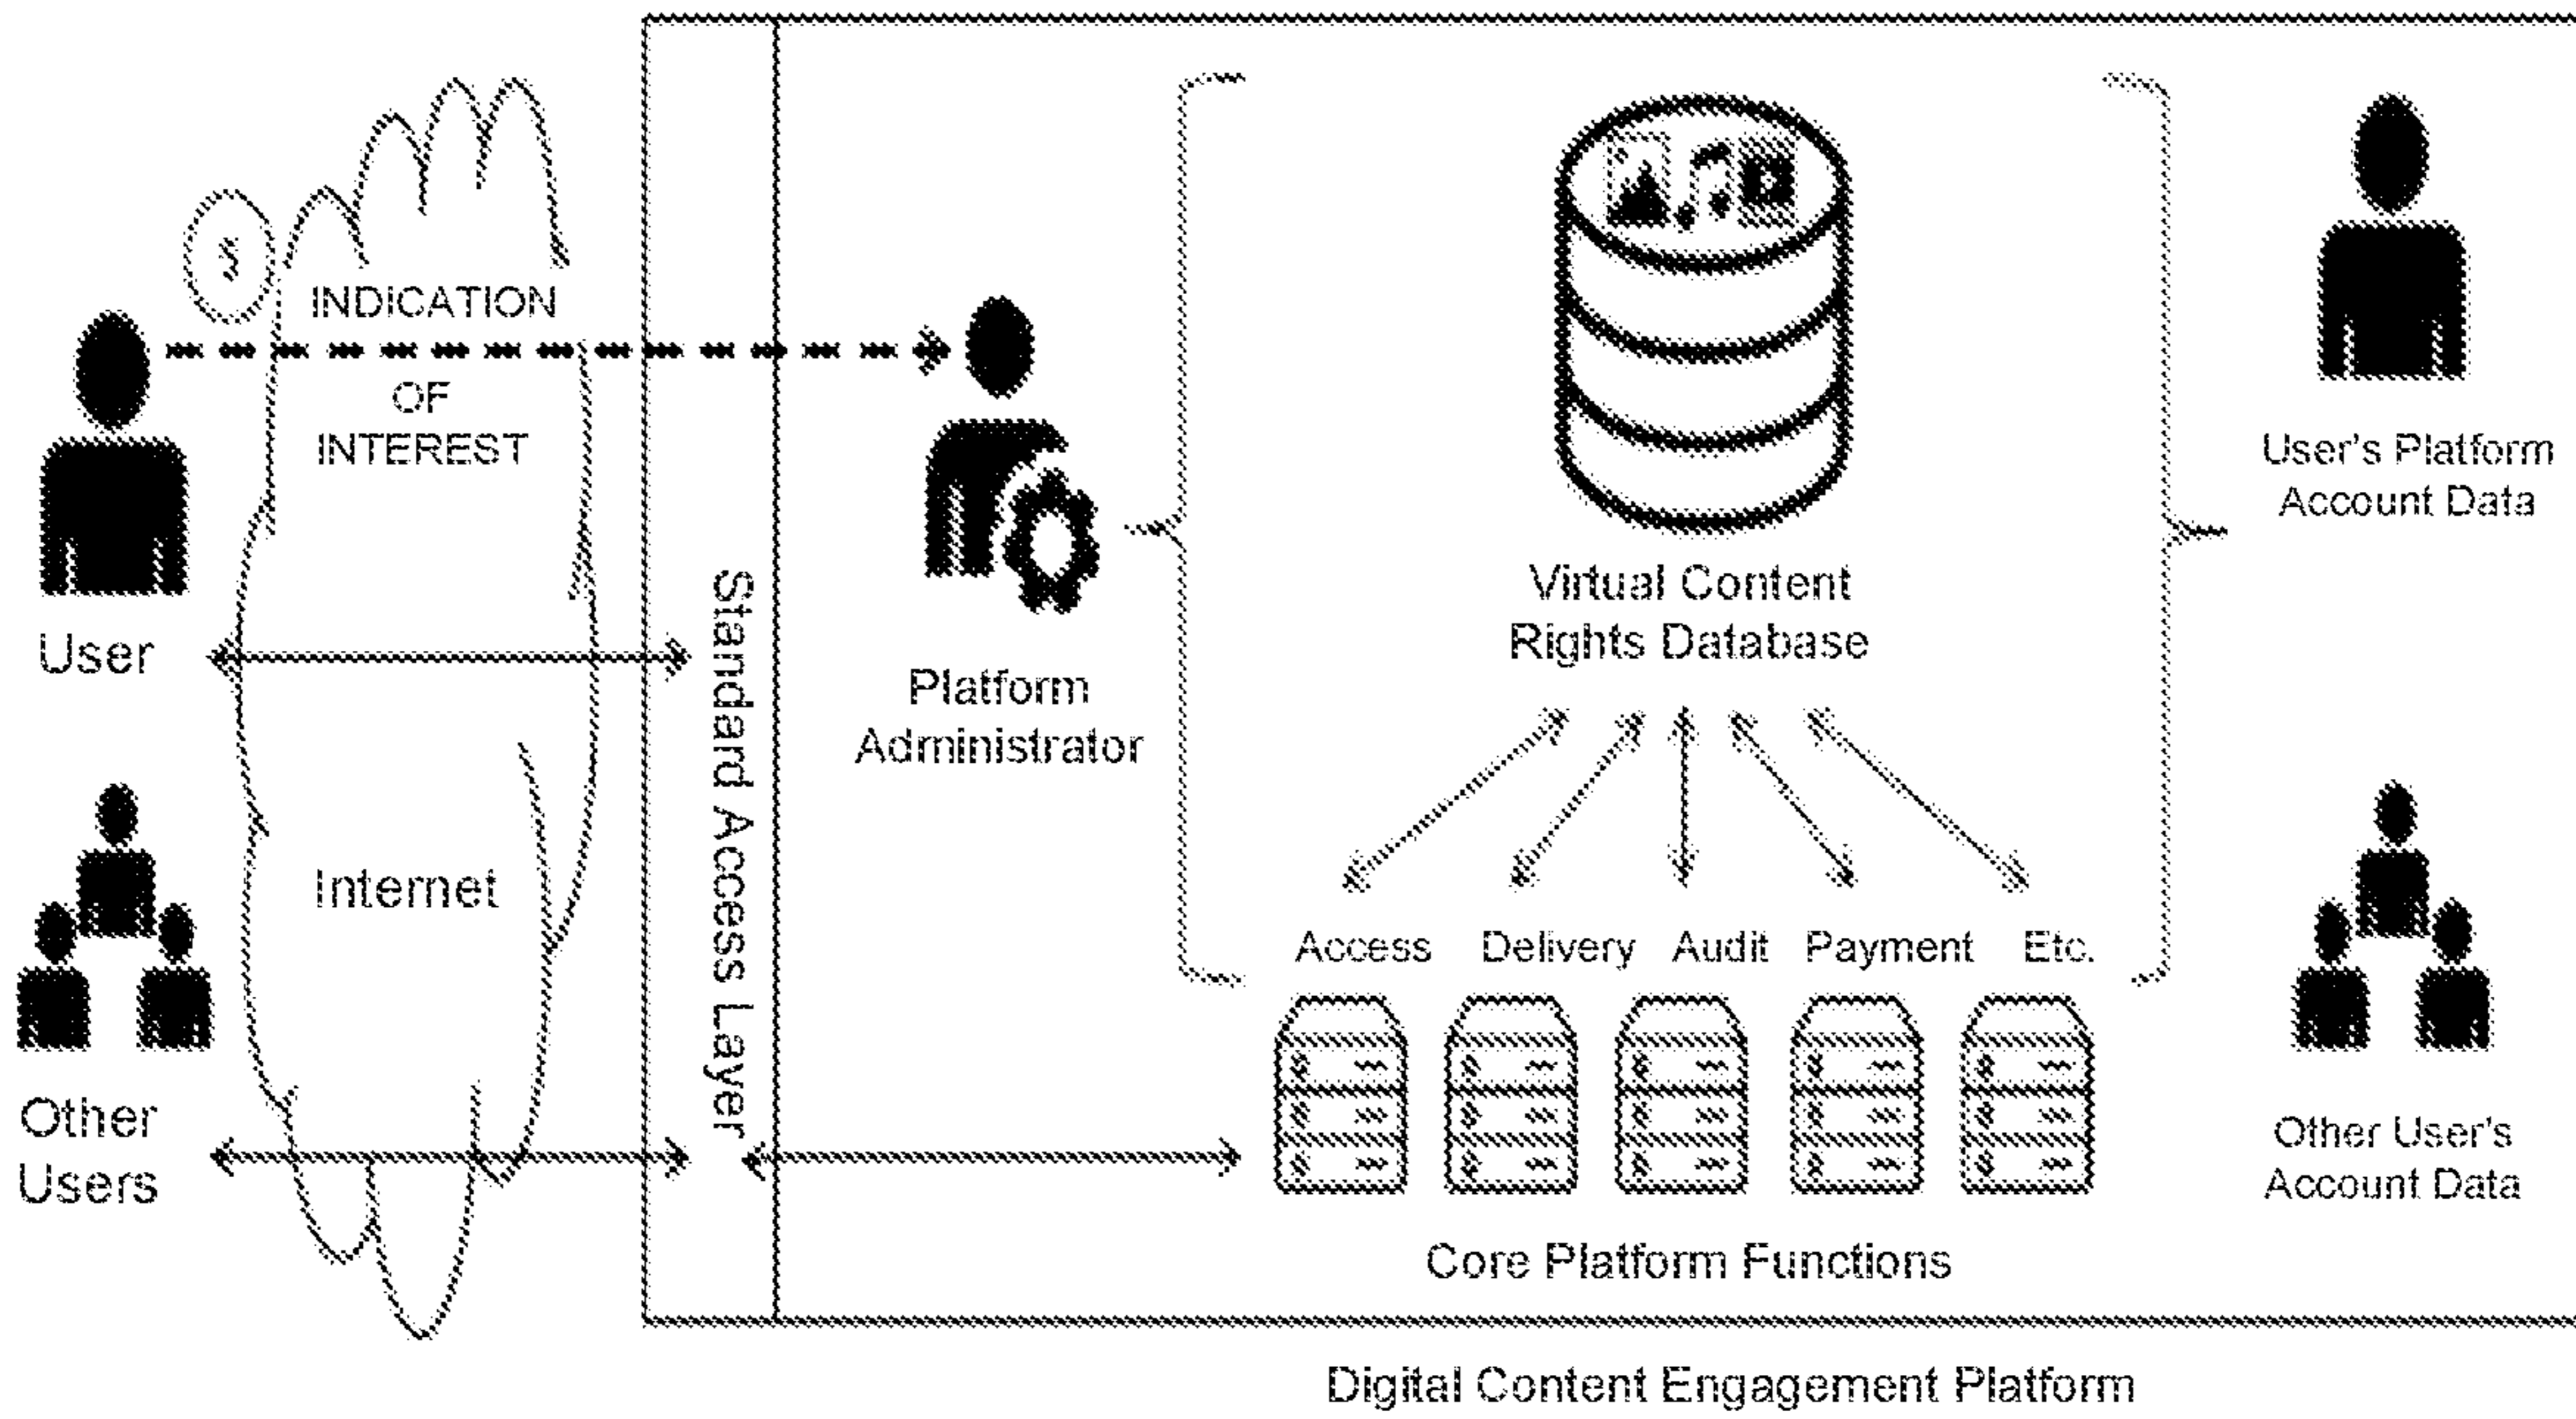 INDICATION
OF
INTEREST
User
Internet
Other
Users
Standard Access Layer
Platform
Administrator
Virtual Content
Rights Database
Access Delivery Audit Payment Etc.
Core Platform Functions
User's Platform
Account Data
Other User's
Account Data
Digital Content Engagement Platform